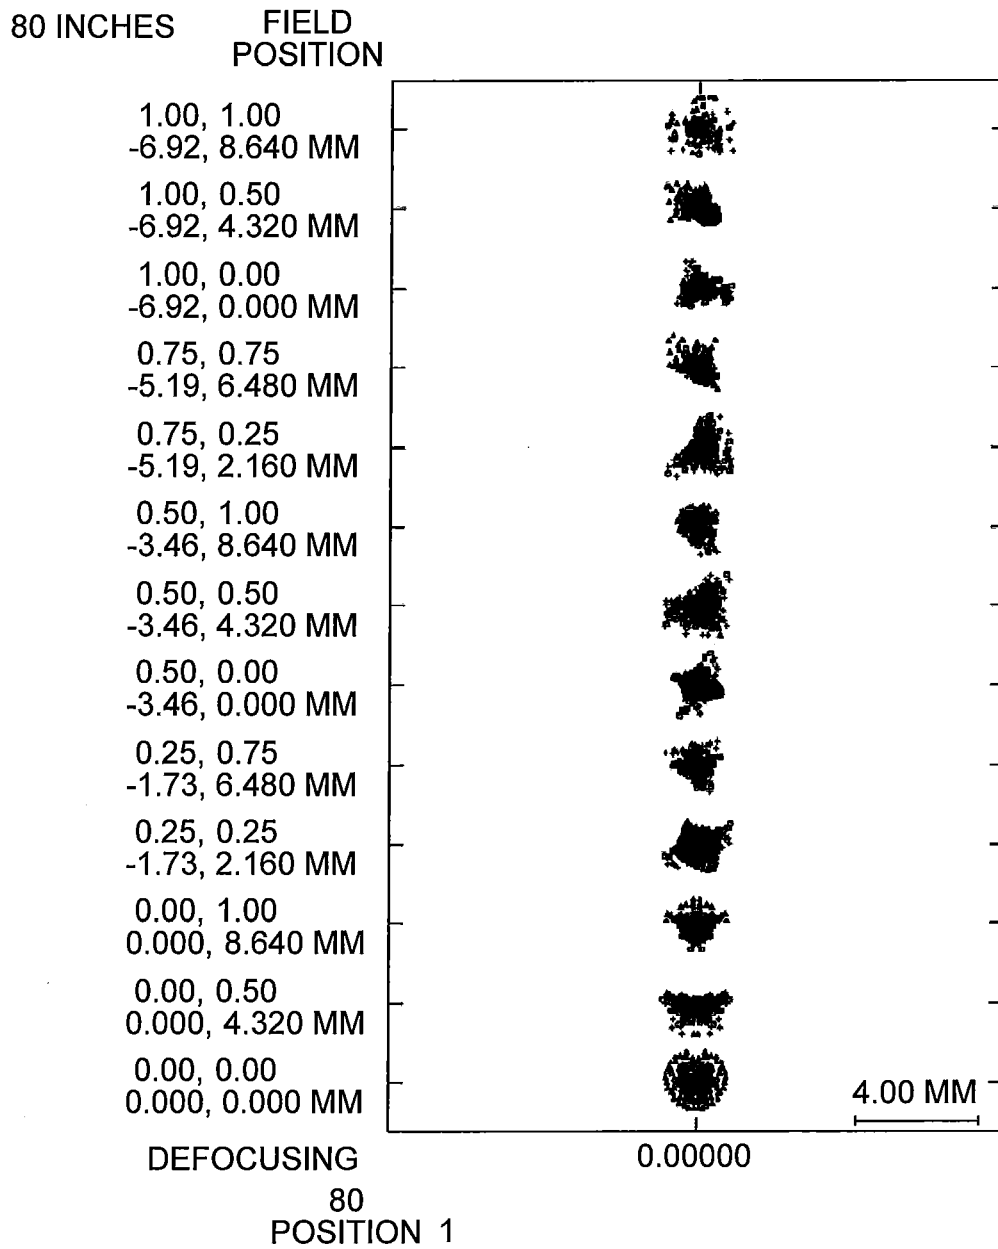 80 INCHES
FIELD
POSITION
1.00, 1.00
-6.92, 8.640 MM
1.00, 0.50
-6.92, 4.320 MM
1.00, 0.00
-6.92, 0.000 MM
0.75, 0.75
-5.19, 6.480 MM
0.75, 0.25
-5.19, 2.160 MM
0.50, 1.00
-3.46, 8.640 MM
0.50, 0.50
-3.46, 4.320 MM
0.50, 0.00
-3.46, 0.000 MM
0.25, 0.75
-1.73, 6.480 MM
0.25, 0.25
-1.73, 2.160 MM
0.00, 1.00
0.000, 8.640 MM
0.00, 0.50
0.000, 4.320 MM
0.00, 0.00
0.000, 0.000 MM
4.00 MM
DEFOCUSING
0.00000
80
POSITION 1